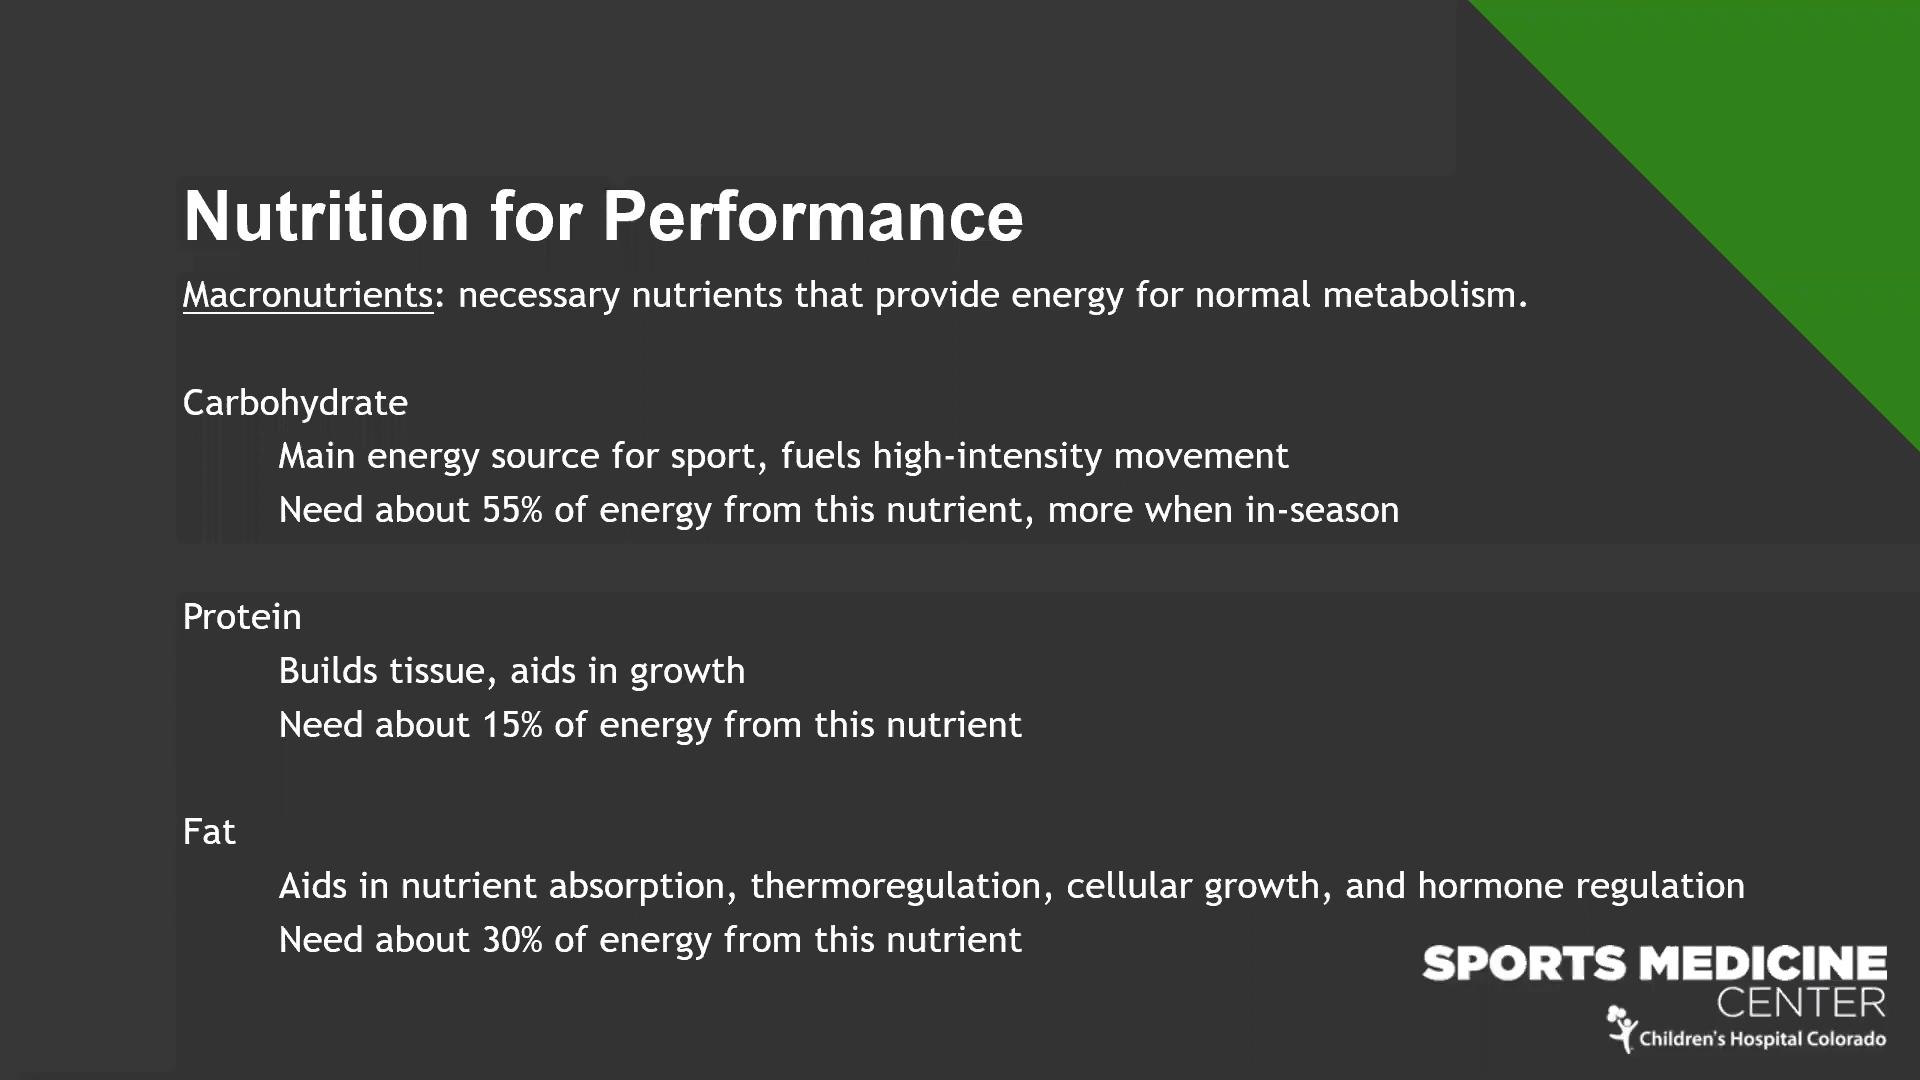 Nutrition for Performance
Macronutrients: necessary nutrients that provide energy for normal metabolism.
Carbohydrate
Main energy source for sport, fuels high-intensity movement
Need about 55% of energy from this nutrient, more when in-season
Protein
Builds tissue, aids in growth
Need about 15% of energy from this nutrient
Fat
Aids in nutrient absorption, thermoregulation, cellular growth, and hormone regulation
Need about 30% of energy from this nutrient
SPORTS MEDICINE
CENTER
Children's Hospital Colorado